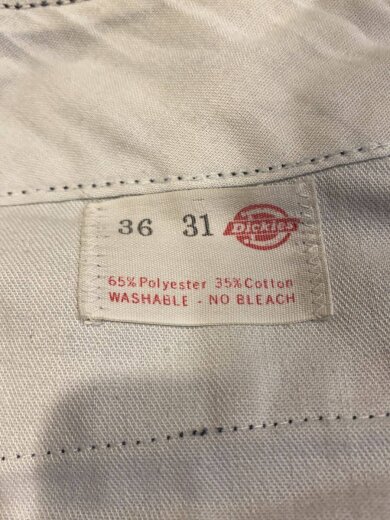 36 31 Dickies
65% Polyester 35% Cotton
WASHABLE - NO BLEACH